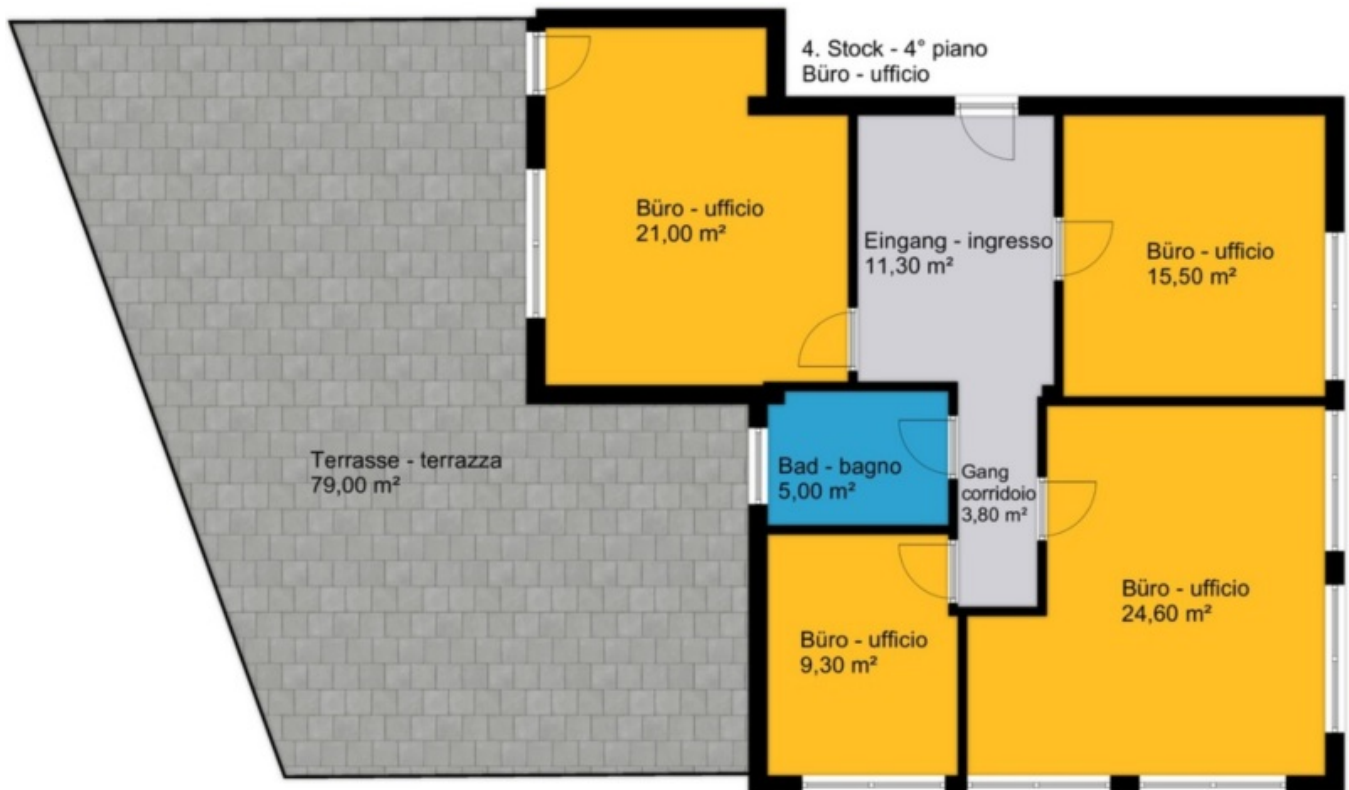 4. Stock - 4° piano
Büro - ufficio
Büro - ufficio
21,00 m²
Eingang - ingresso
11,30 m²
Büro - ufficio
15,50 m²
Terrasse - terrazza
79,00 m²
Bad - bagno
5,00 m²
Gang
corridoio
3,80 m²
Büro - ufficio
24,60 m²
Büro - ufficio
9,30 m²